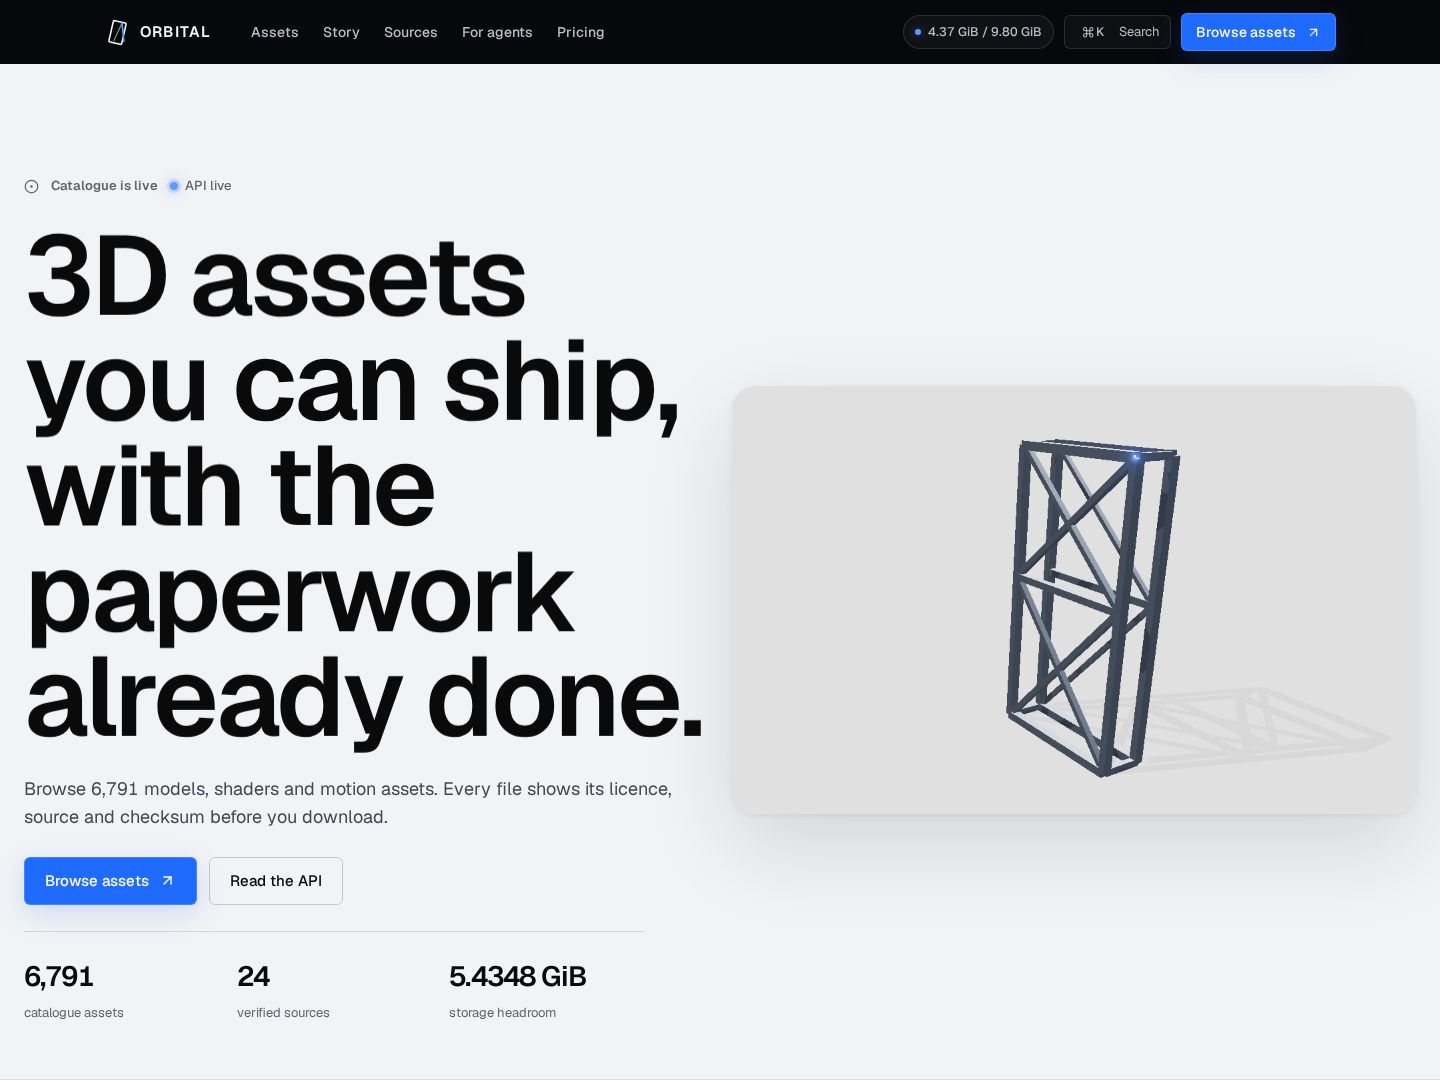 ORBITAL
Assets
Story
Sources
For agents
Pricing
4.37 GiB / 9.80 GiB
⌘K Search
Browse assets
Catalogue is live
API live
3D assets
you can ship,
with the
paperwork
already done.
Browse 6,791 models, shaders and motion assets. Every file shows its licence,
source and checksum before you download.
Browse assets
Read the API
6,791
24
5.4348 GiB
catalogue assets
verified sources
storage headroom